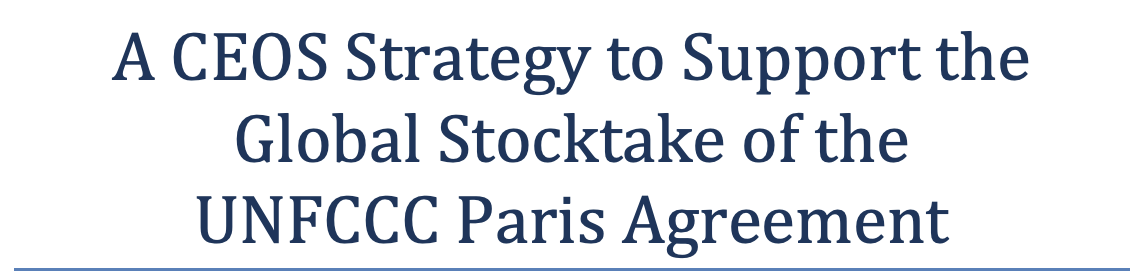 A CEOS Strategy to Support the
Global Stocktake of the
UNFCCC Paris Agreement